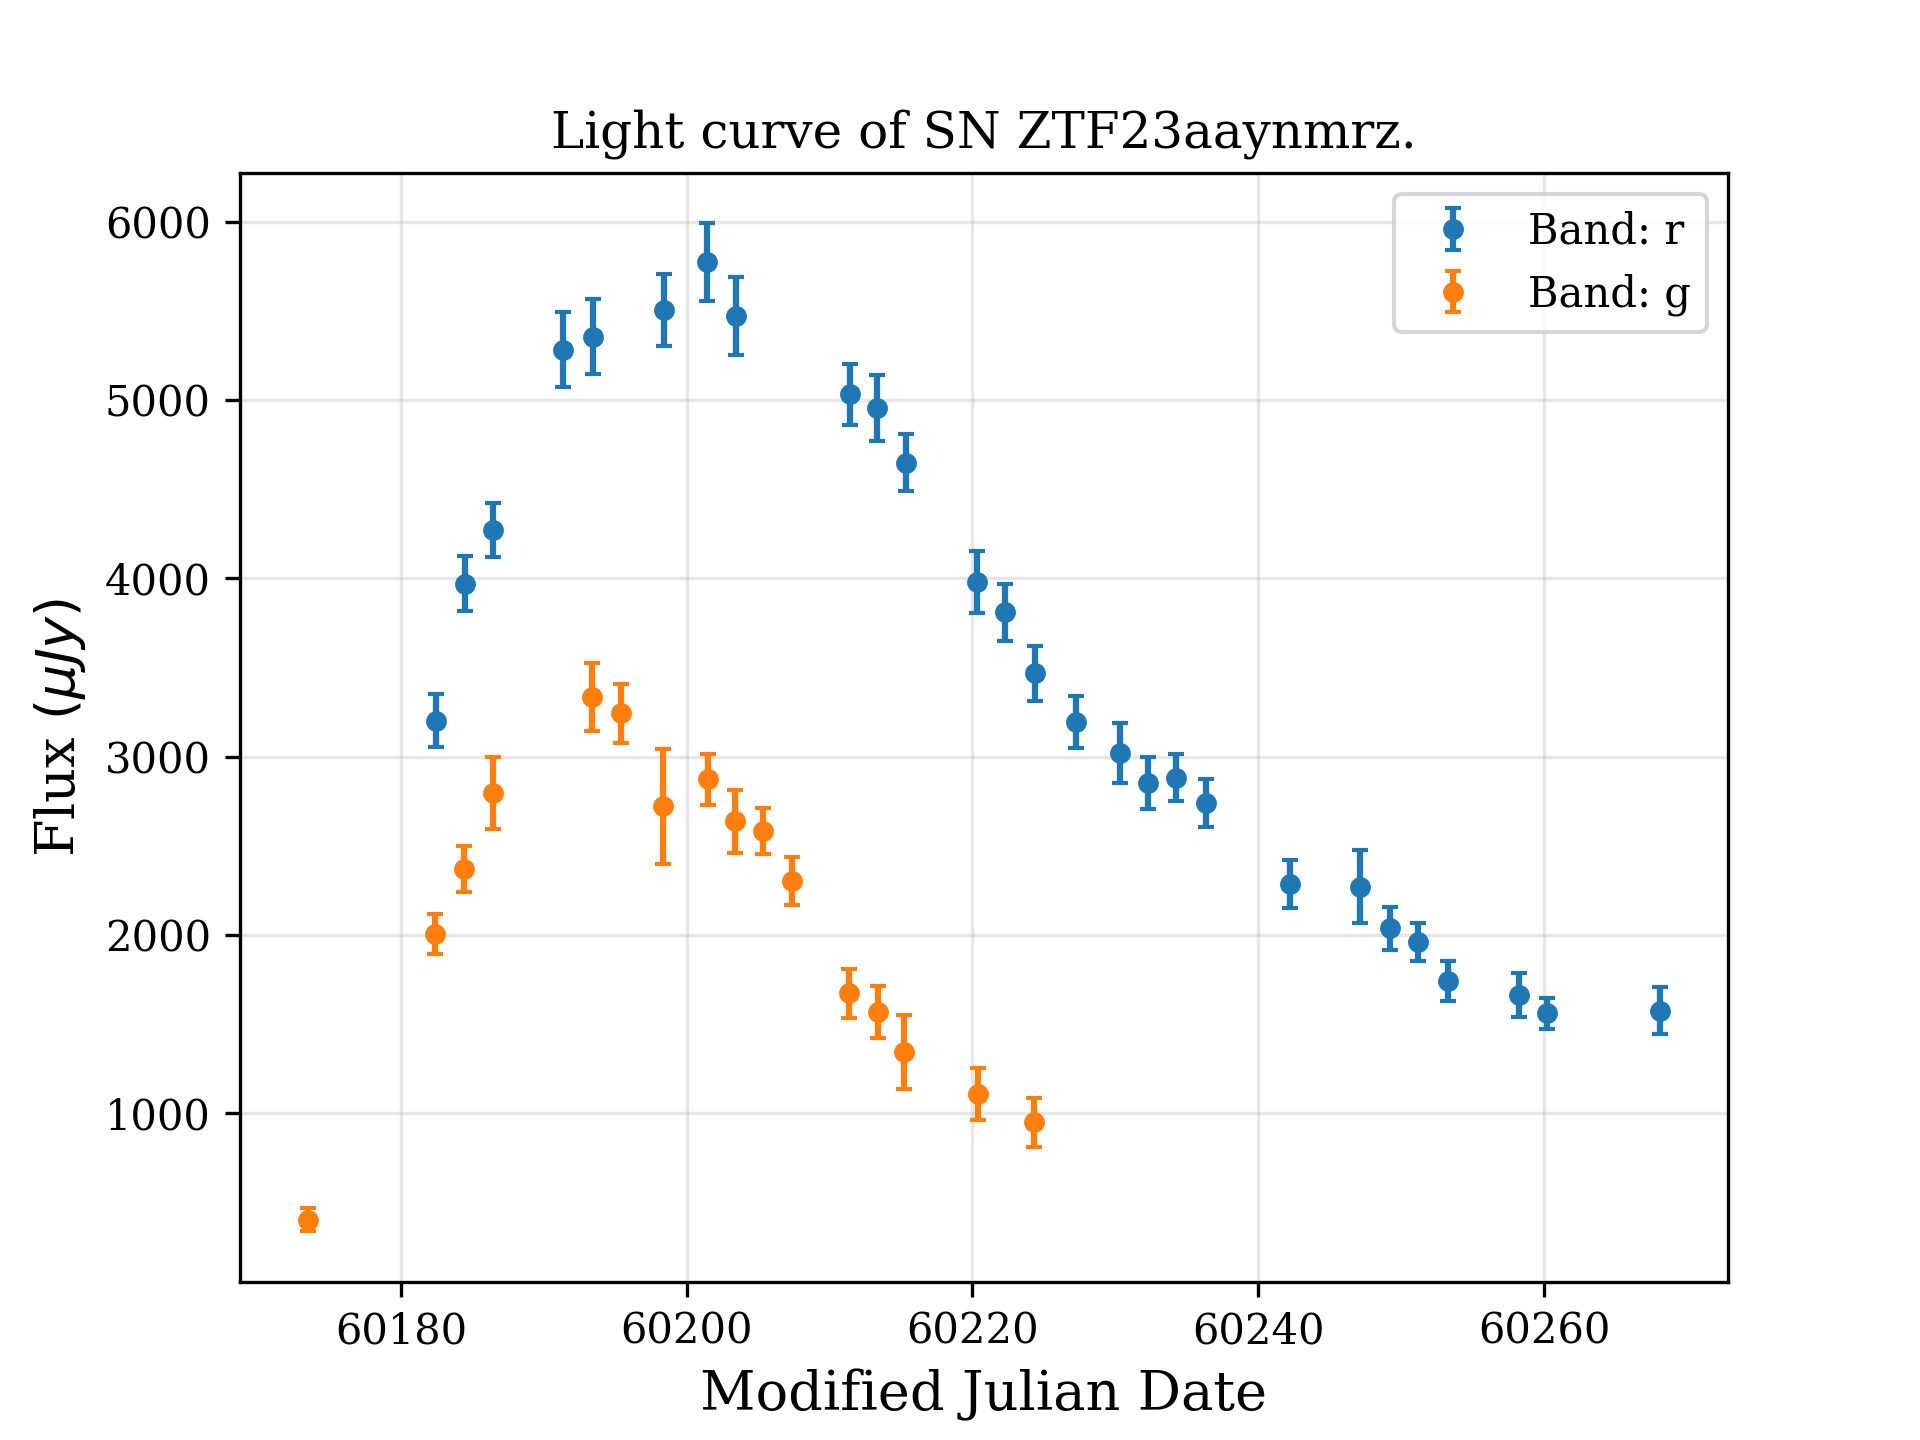 Light curve of SN ZTF23aaynmrz.
Band: r
Band: g
6000
5000
4000
3000
2000
1000
Flux (μJy)
60180 60200 60220 60240 60260
Modified Julian Date